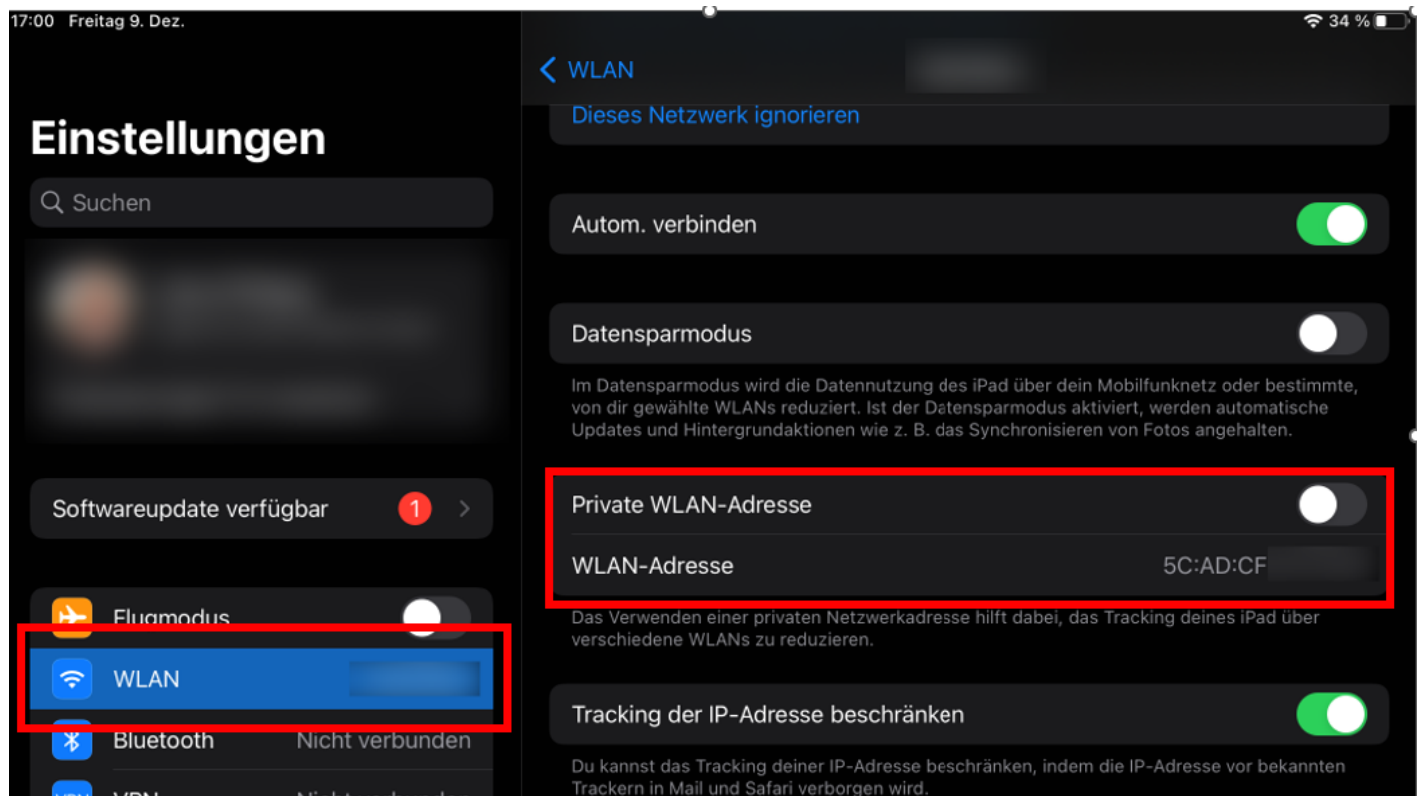 17:00 Freitag 9. Dez.
34 %
Einstellungen
Suchen
Softwareupdate verfügbar 1
Flugmodus
WLAN
Bluetooth Nicht verbunden
VPN Nicht verbunden
WLAN
Dieses Netzwerk ignorieren
Autom. verbinden
Datensparmodus
Im Datensparmodus wird die Datennutzung des iPad über dein Mobilfunknetz oder bestimmte,
von dir gewählte WLANs reduziert. Ist der Datensparmodus aktiviert, werden automatische
Updates und Hintergrundaktionen wie z. B. das Synchronisieren von Fotos angehalten.
Private WLAN-Adresse
WLAN-Adresse 5C:AD:CF
Das Verwenden einer privaten Netzwerkadresse hilft dabei, das Tracking deines iPad über
verschiedene WLANs zu reduzieren.
Tracking der IP-Adresse beschränken
Du kannst das Tracking deiner IP-Adresse beschränken, indem die IP-Adresse vor bekannten
Trackern in Mail und Safari verborgen wird.